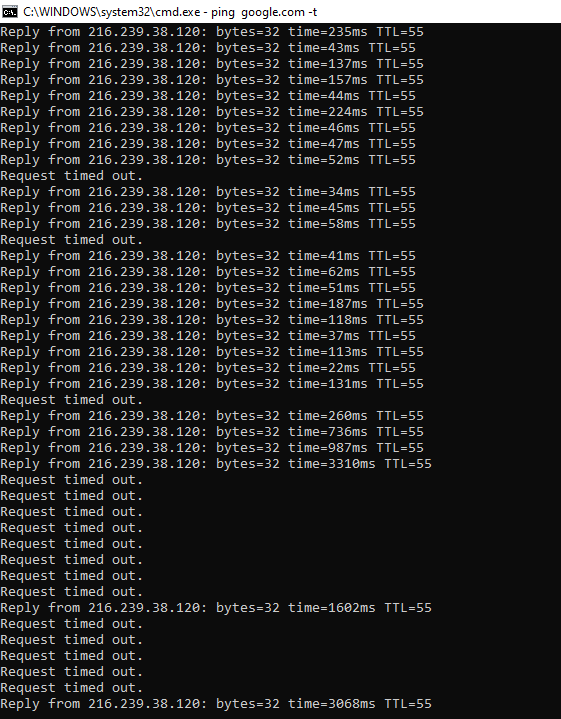 C:\WINDOWS\system32\cmd.exe - ping  google.com -t
Reply from 216.239.38.120: bytes=32 time=235ms TTL=55
Reply from 216.239.38.120: bytes=32 time=43ms TTL=55
Reply from 216.239.38.120: bytes=32 time=137ms TTL=55
Reply from 216.239.38.120: bytes=32 time=157ms TTL=55
Reply from 216.239.38.120: bytes=32 time=44ms TTL=55
Reply from 216.239.38.120: bytes=32 time=224ms TTL=55
Reply from 216.239.38.120: bytes=32 time=46ms TTL=55
Reply from 216.239.38.120: bytes=32 time=47ms TTL=55
Reply from 216.239.38.120: bytes=32 time=52ms TTL=55
Request timed out.
Reply from 216.239.38.120: bytes=32 time=34ms TTL=55
Reply from 216.239.38.120: bytes=32 time=45ms TTL=55
Reply from 216.239.38.120: bytes=32 time=58ms TTL=55
Request timed out.
Reply from 216.239.38.120: bytes=32 time=41ms TTL=55
Reply from 216.239.38.120: bytes=32 time=62ms TTL=55
Reply from 216.239.38.120: bytes=32 time=51ms TTL=55
Reply from 216.239.38.120: bytes=32 time=187ms TTL=55
Reply from 216.239.38.120: bytes=32 time=118ms TTL=55
Reply from 216.239.38.120: bytes=32 time=37ms TTL=55
Reply from 216.239.38.120: bytes=32 time=113ms TTL=55
Reply from 216.239.38.120: bytes=32 time=22ms TTL=55
Reply from 216.239.38.120: bytes=32 time=131ms TTL=55
Request timed out.
Reply from 216.239.38.120: bytes=32 time=260ms TTL=55
Reply from 216.239.38.120: bytes=32 time=736ms TTL=55
Reply from 216.239.38.120: bytes=32 time=987ms TTL=55
Reply from 216.239.38.120: bytes=32 time=3310ms TTL=55
Request timed out.
Request timed out.
Request timed out.
Request timed out.
Request timed out.
Request timed out.
Request timed out.
Request timed out.
Reply from 216.239.38.120: bytes=32 time=1602ms TTL=55
Request timed out.
Request timed out.
Request timed out.
Request timed out.
Request timed out.
Reply from 216.239.38.120: bytes=32 time=3068ms TTL=55